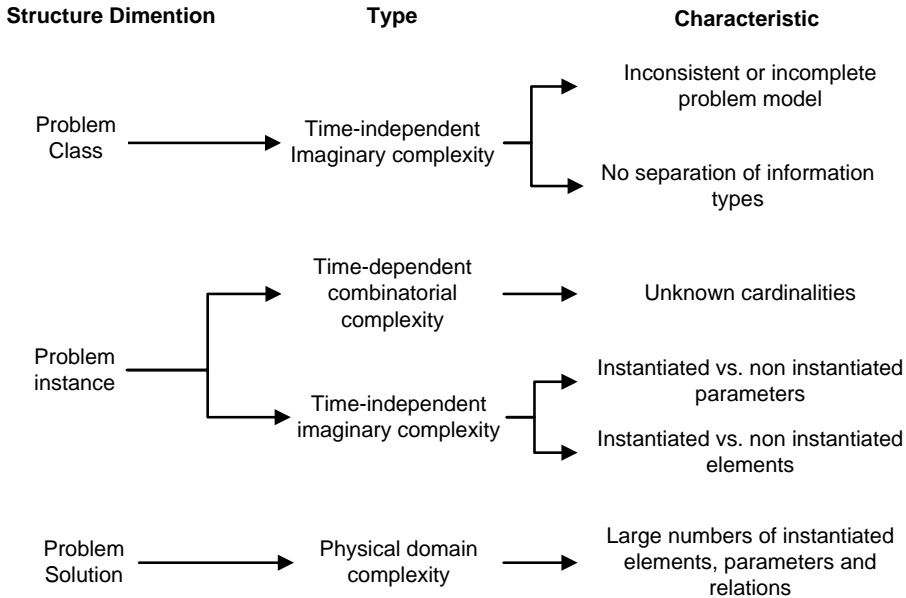 Structure Dimention
Type
Characteristic
Problem
Class
Time-independent
Imaginary complexity
Inconsistent or incomplete
problem model
No separation of information
types
Problem
instance
Time-dependent
combinatorial
complexity
Unknown cardinalities
Time-independent
imaginary complexity
Instantiated vs. non instantiated
parameters
Instantiated vs. non instantiated
elements
Problem
Solution
Physical domain
complexity
Large numbers of instantiated
elements, parameters and
relations